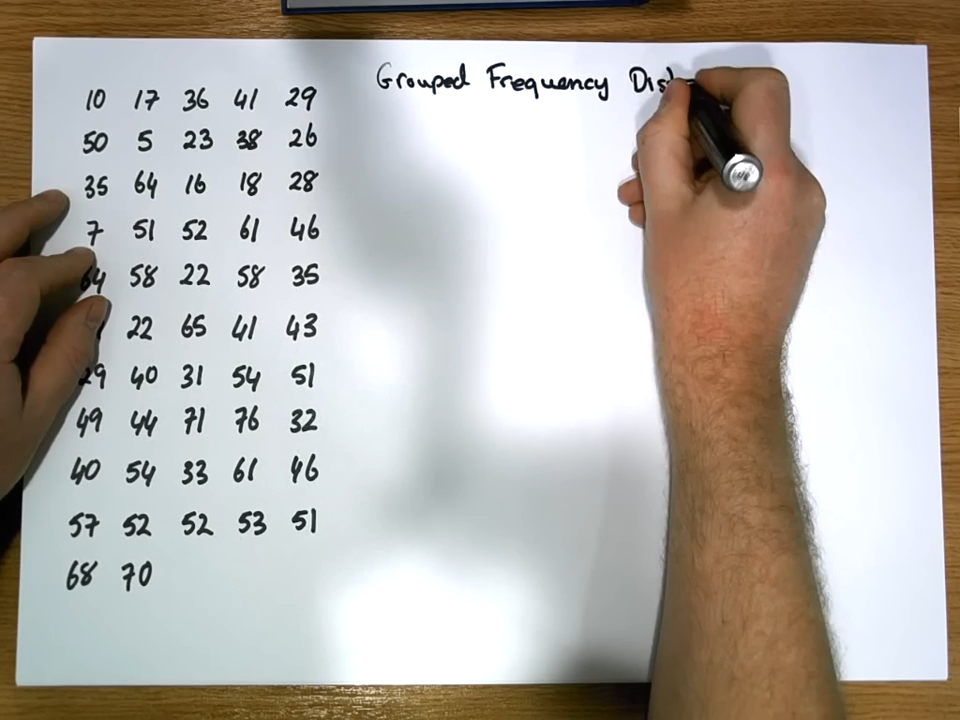 Grouped Frequency
10 17 36 41 29
50 5 23 38 26
35 64 16 18 28
7 51 52 61 46
64 58 22 58 35
22 65 41 43
29 40 31 54 51
49 44 71 76 32
40 54 33 61 46
57 52 52 53 51
68 70